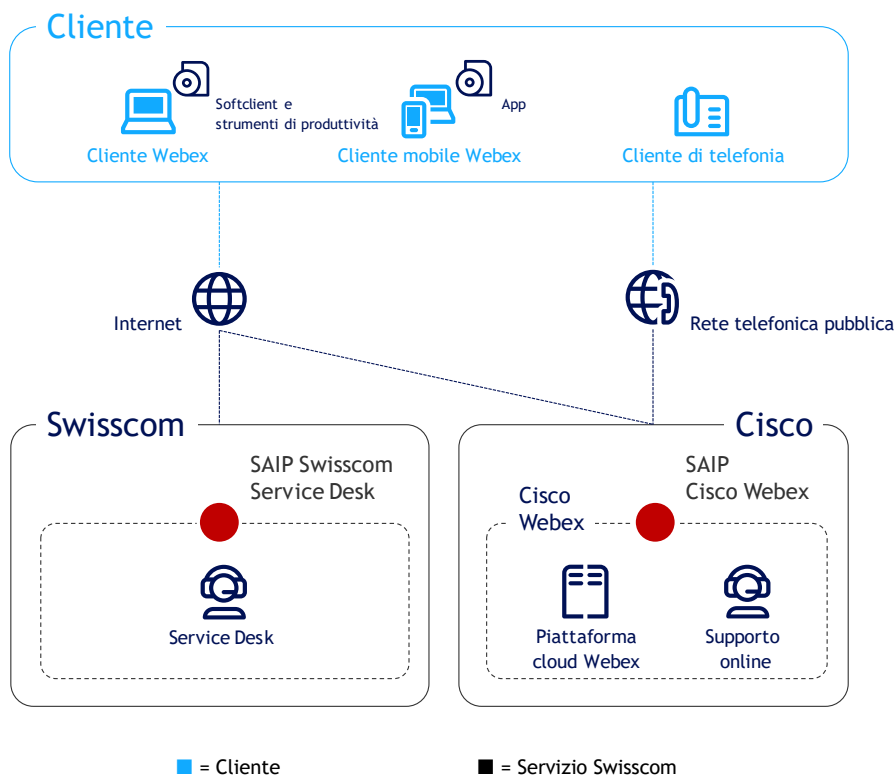 Cliente
Softclient e
strumenti di produttività
App
Cliente Webex
Cliente mobile Webex
Cliente di telefonia
Internet
Rete telefonica pubblica
Swisscom
SAIP Swisscom
Service Desk
Service Desk
Cisco
SAIP
Cisco Webex
Cisco
Webex
Piattaforma
cloud Webex
Supporto
online
= Cliente
= Servizio Swisscom